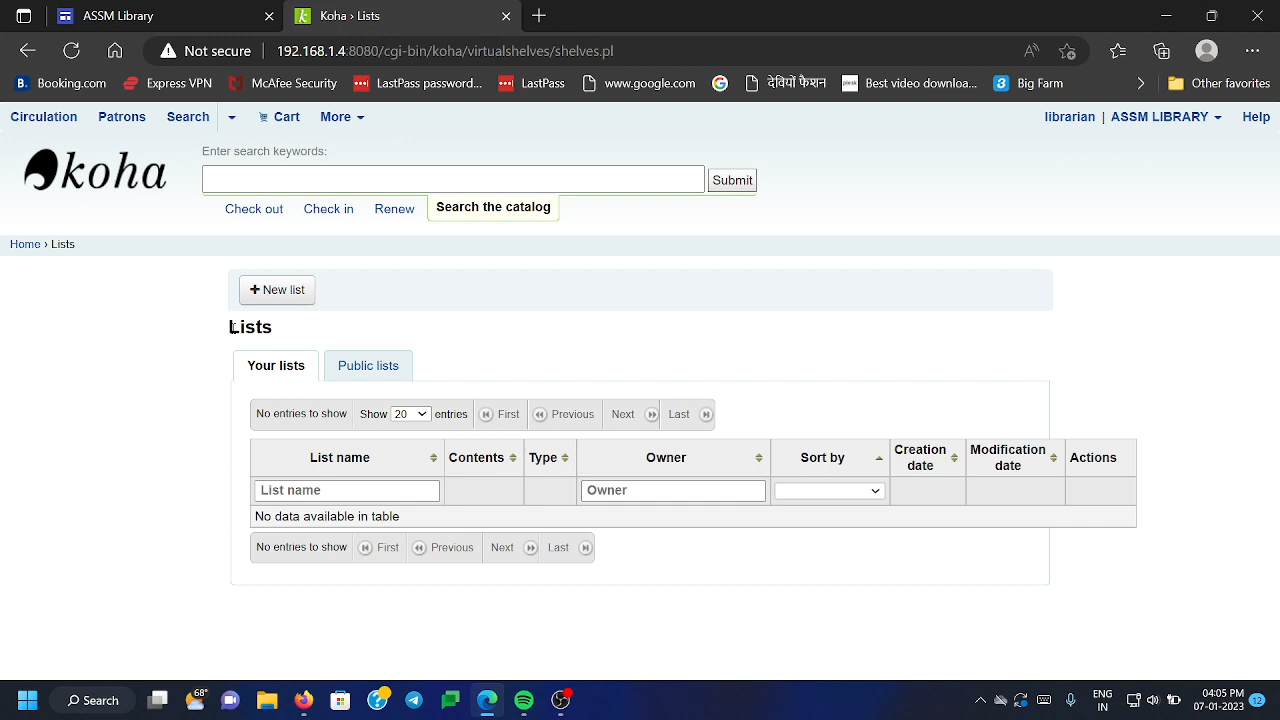 ASSM Library
Koha › Lists
Not secure
192.168.1.4:8080/cgi-bin/koha/virtualshelves/shelves.pl
Booking.com Express VPN McAfee Security LastPass password... LastPass www.google.com देवियो फैशन Best video downloa... Big Farm Other favorites
Circulation Patrons Search Cart More librarian | ASSM LIBRARY Help
koha
Enter search keywords:
Submit
Check out Check in Renew Search the catalog
Home › Lists
+ New list
Lists
Your lists Public lists
No entries to show Show 20 entries First Previous Next Last
List name Contents Type Owner Sort by Creation date Modification date Actions
List name Owner
No data available in table
No entries to show First Previous Next Last
68°
Search
ENG
IN
04:05 PM
07-01-2023
12